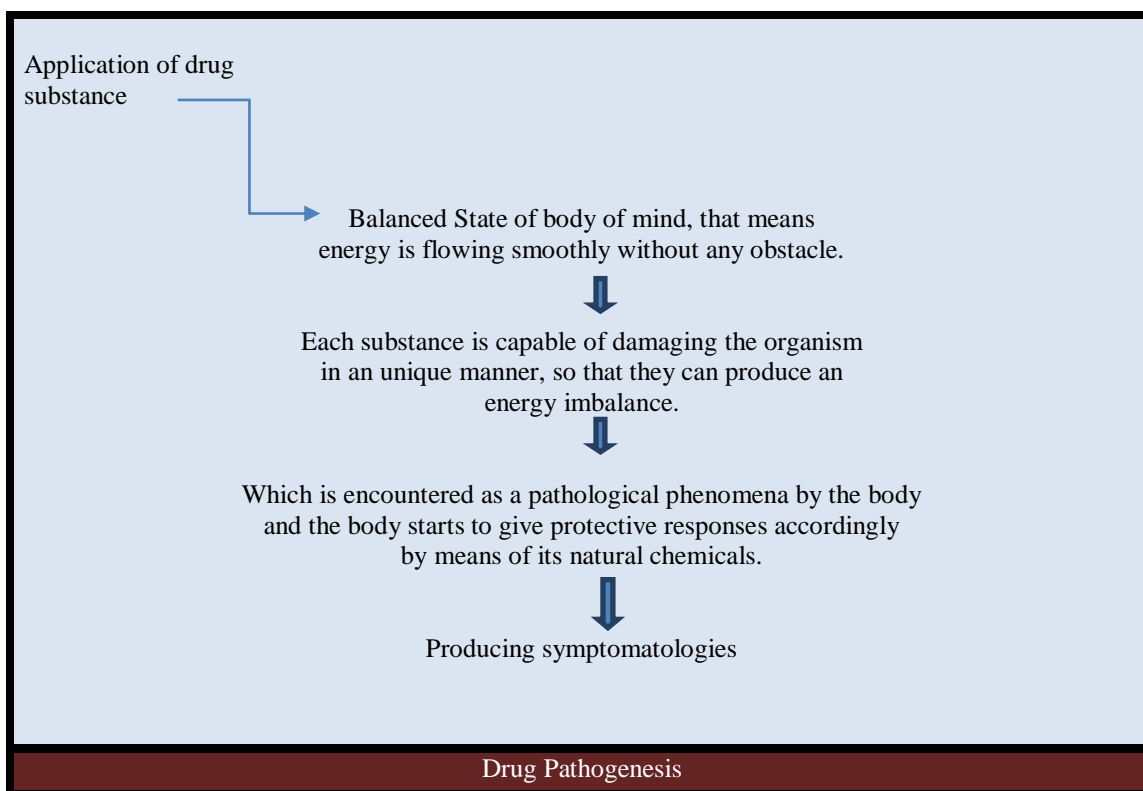 Application of drug
substance
Balanced State of body of mind, that means
energy is flowing smoothly without any obstacle.
Each substance is capable of damaging the organism
in an unique manner, so that they can produce an
energy imbalance.
Which is encountered as a pathological phenomena by the body
and the body starts to give protective responses accordingly
by means of its natural chemicals.
Producing symptomatologies
Drug Pathogenesis